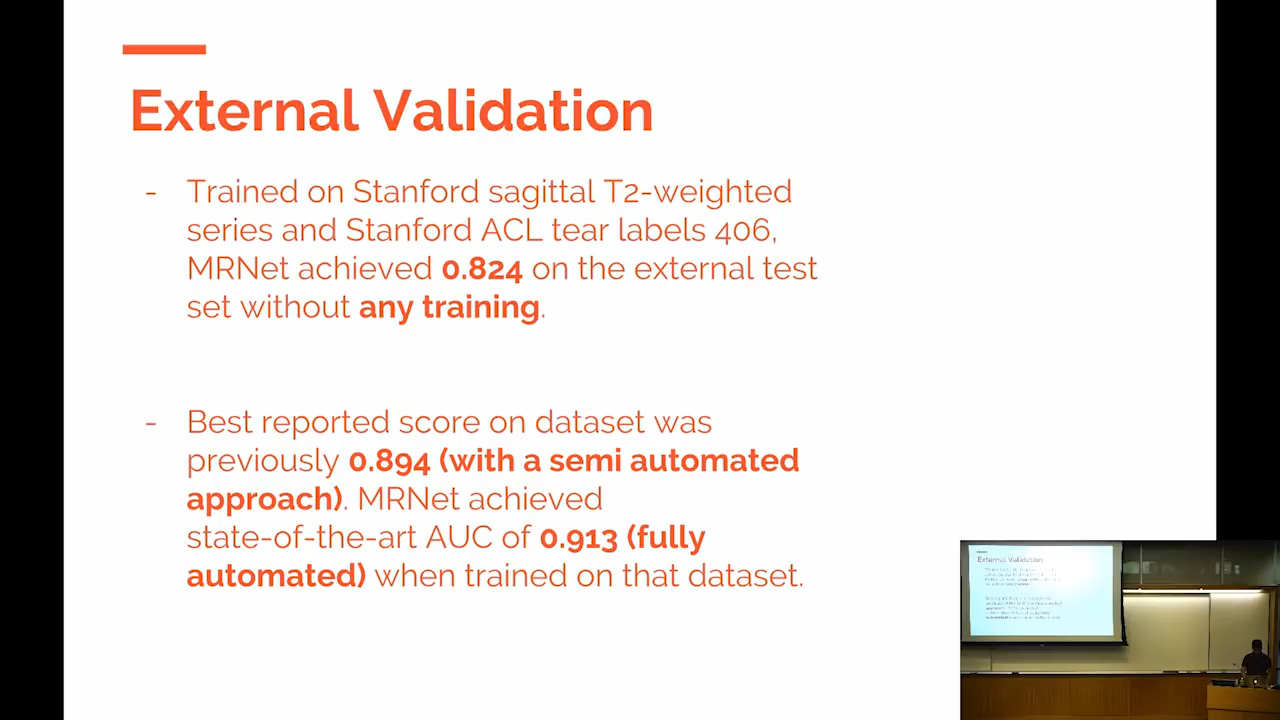 External Validation
- Trained on Stanford sagittal T2-weighted
series and Stanford ACL tear labels 406,
MRNet achieved 0.824 on the external test
set without any training.
- Best reported score on dataset was
previously 0.894 (with a semi automated
approach). MRNet achieved
state-of-the-art AUC of 0.913 (fully
automated) when trained on that dataset.
External Validation